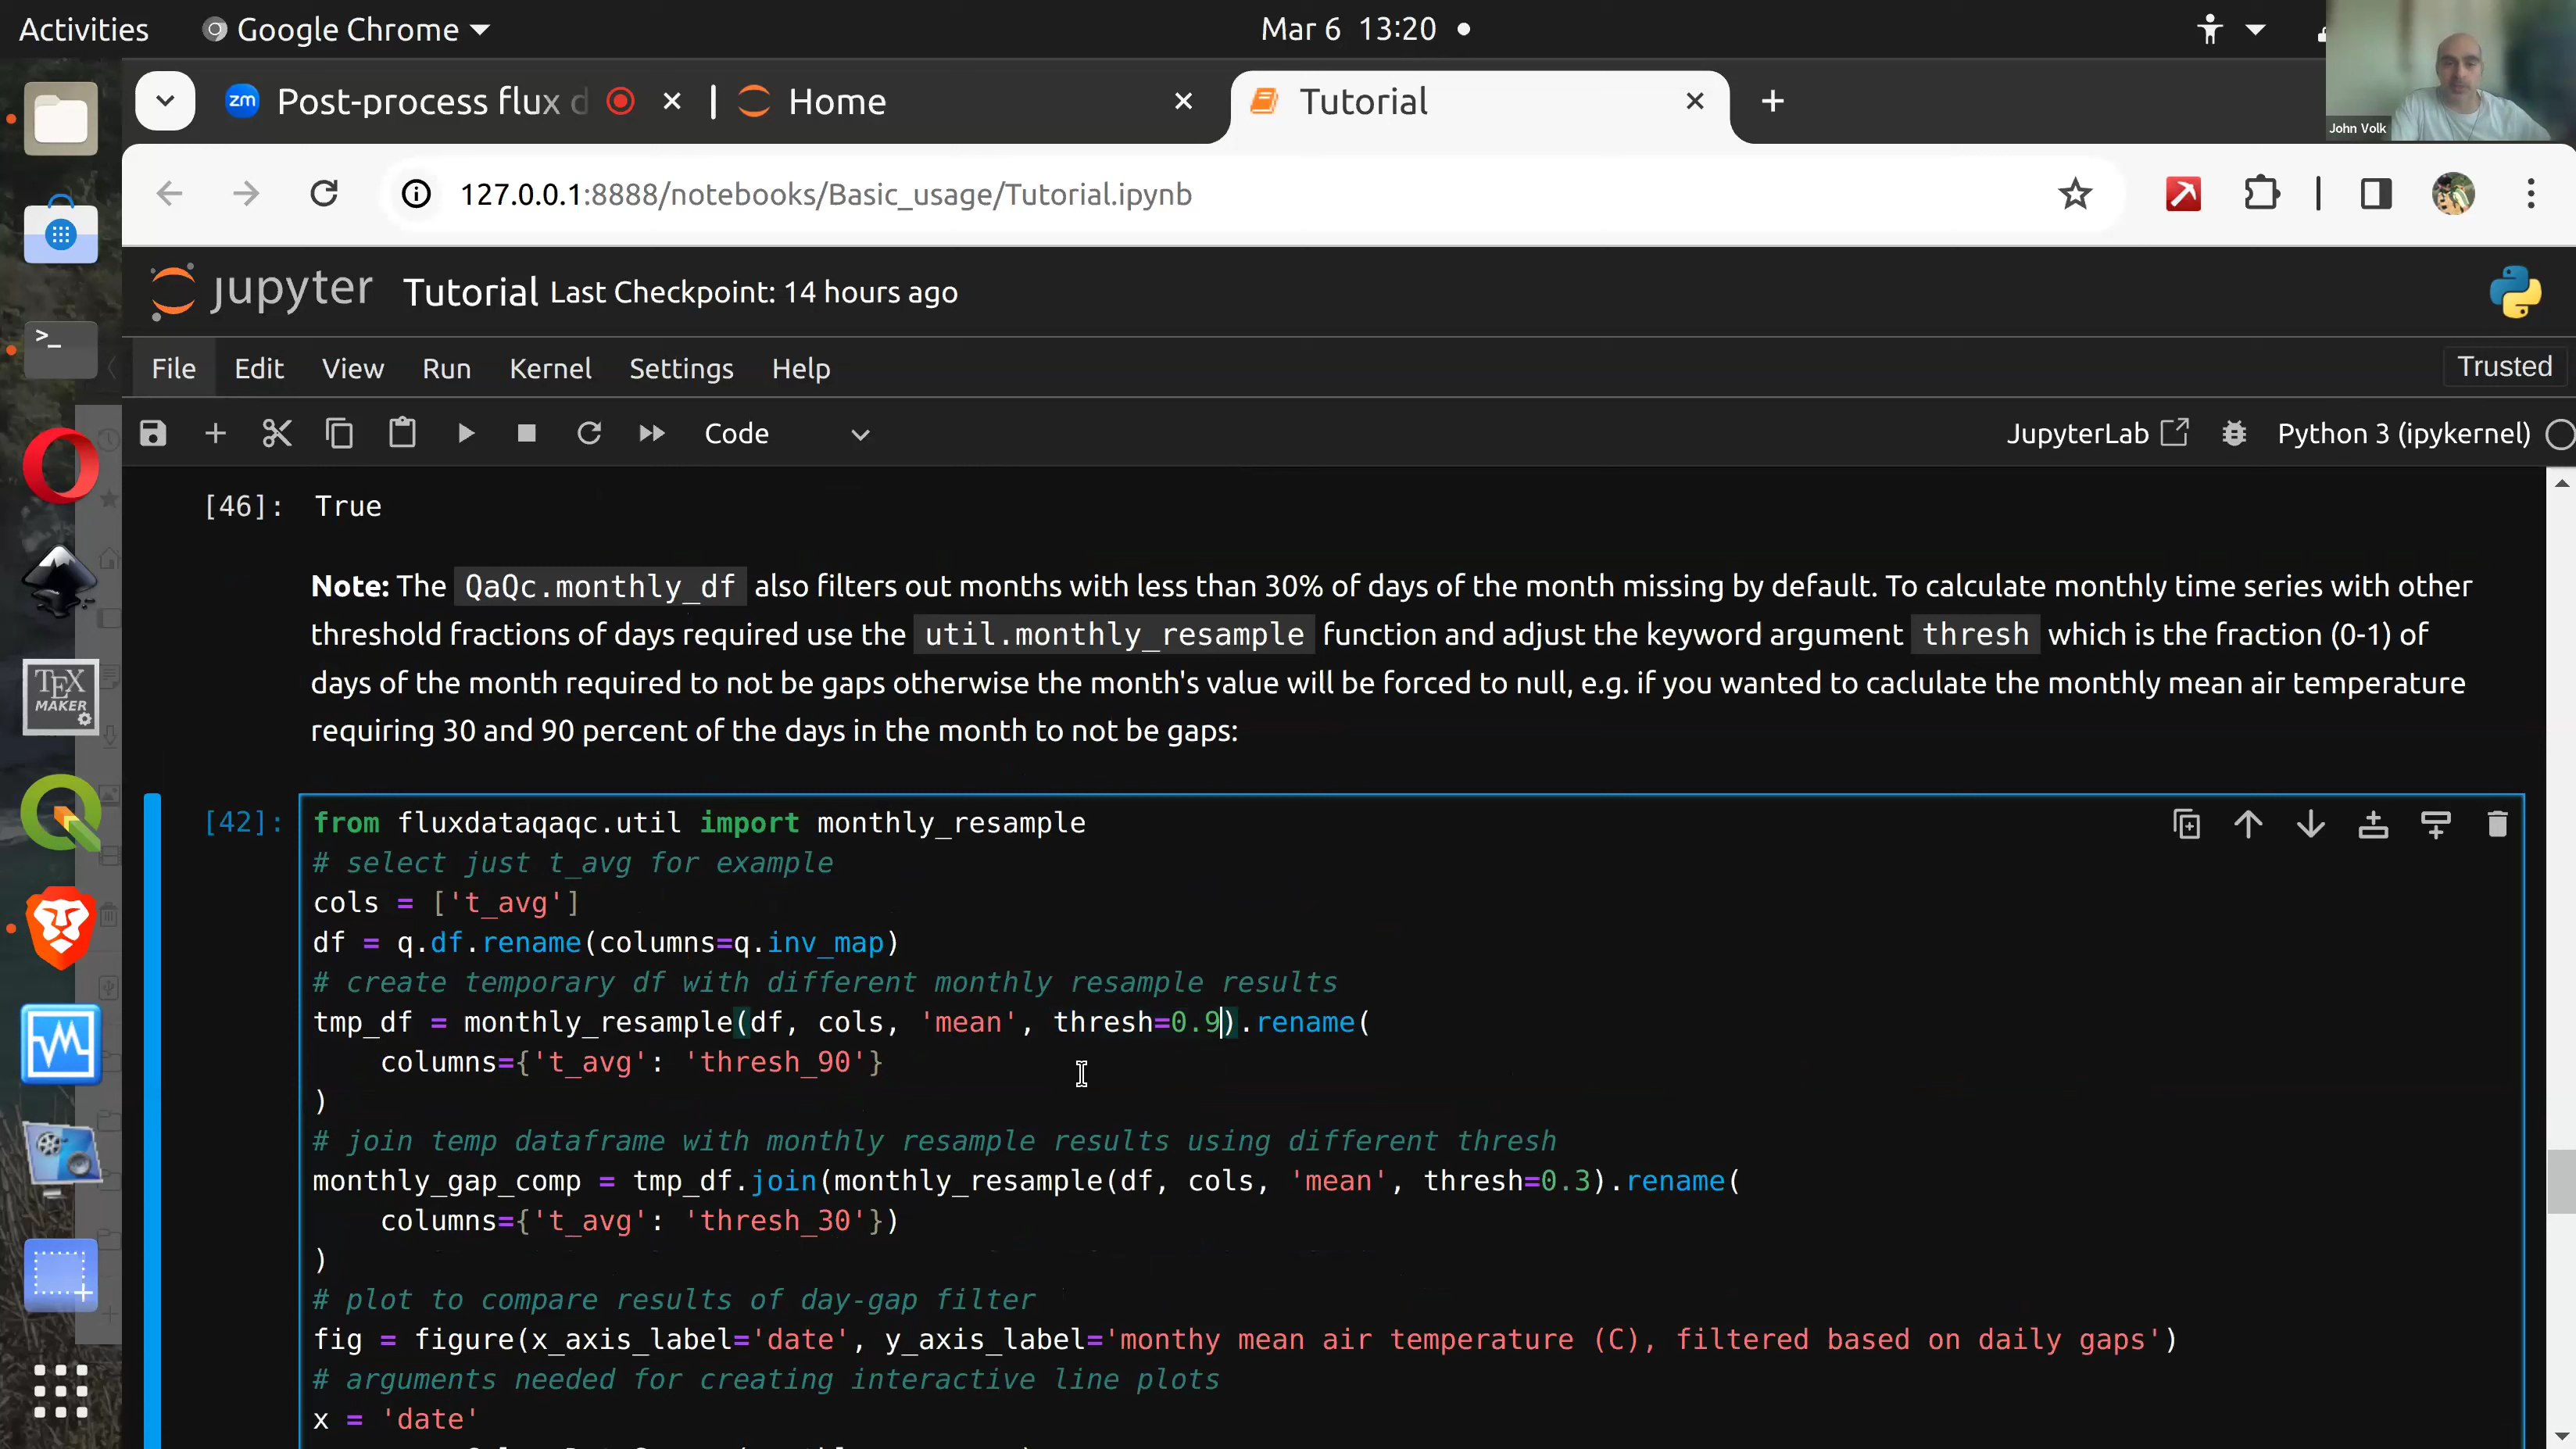 Activities
Google Chrome
Mar 6 13:20
John Volk
zm
Post-process flux d
Home
Tutorial
127.0.0.1:8888/notebooks/Basic_usage/Tutorial.ipynb
jupyter
Tutorial Last Checkpoint: 14 hours ago
File Edit View Run Kernel Settings Help
Trusted
Code
JupyterLab
Python 3 (ipykernel)
>_
TEX
MAKER
[46]: True
Note: The QaQc.monthly_df also filters out months with less than 30% of days of the month missing by default. To calculate monthly time series with other
threshold fractions of days required use the util.monthly_resample function and adjust the keyword argument thresh which is the fraction (0-1) of
days of the month required to not be gaps otherwise the month's value will be forced to null, e.g. if you wanted to caclulate the monthly mean air temperature
requiring 30 and 90 percent of the days in the month to not be gaps:
[42]: from fluxdataqaqc.util import monthly_resample
# select just t_avg for example
cols = ['t_avg']
df = q.df.rename(columns=q.inv_map)
# create temporary df with different monthly resample results
tmp_df = monthly_resample(df, cols, 'mean', thresh=0.9).rename(
columns={'t_avg': 'thresh_90'}
)
# join temp dataframe with monthly resample results using different thresh
monthly_gap_comp = tmp_df.join(monthly_resample(df, cols, 'mean', thresh=0.3).rename(
columns={'t_avg': 'thresh_30'})
)
# plot to compare results of day-gap filter
fig = figure(x_axis_label='date', y_axis_label='monthy mean air temperature (C), filtered based on daily gaps')
# arguments needed for creating interactive line plots
x = 'date'